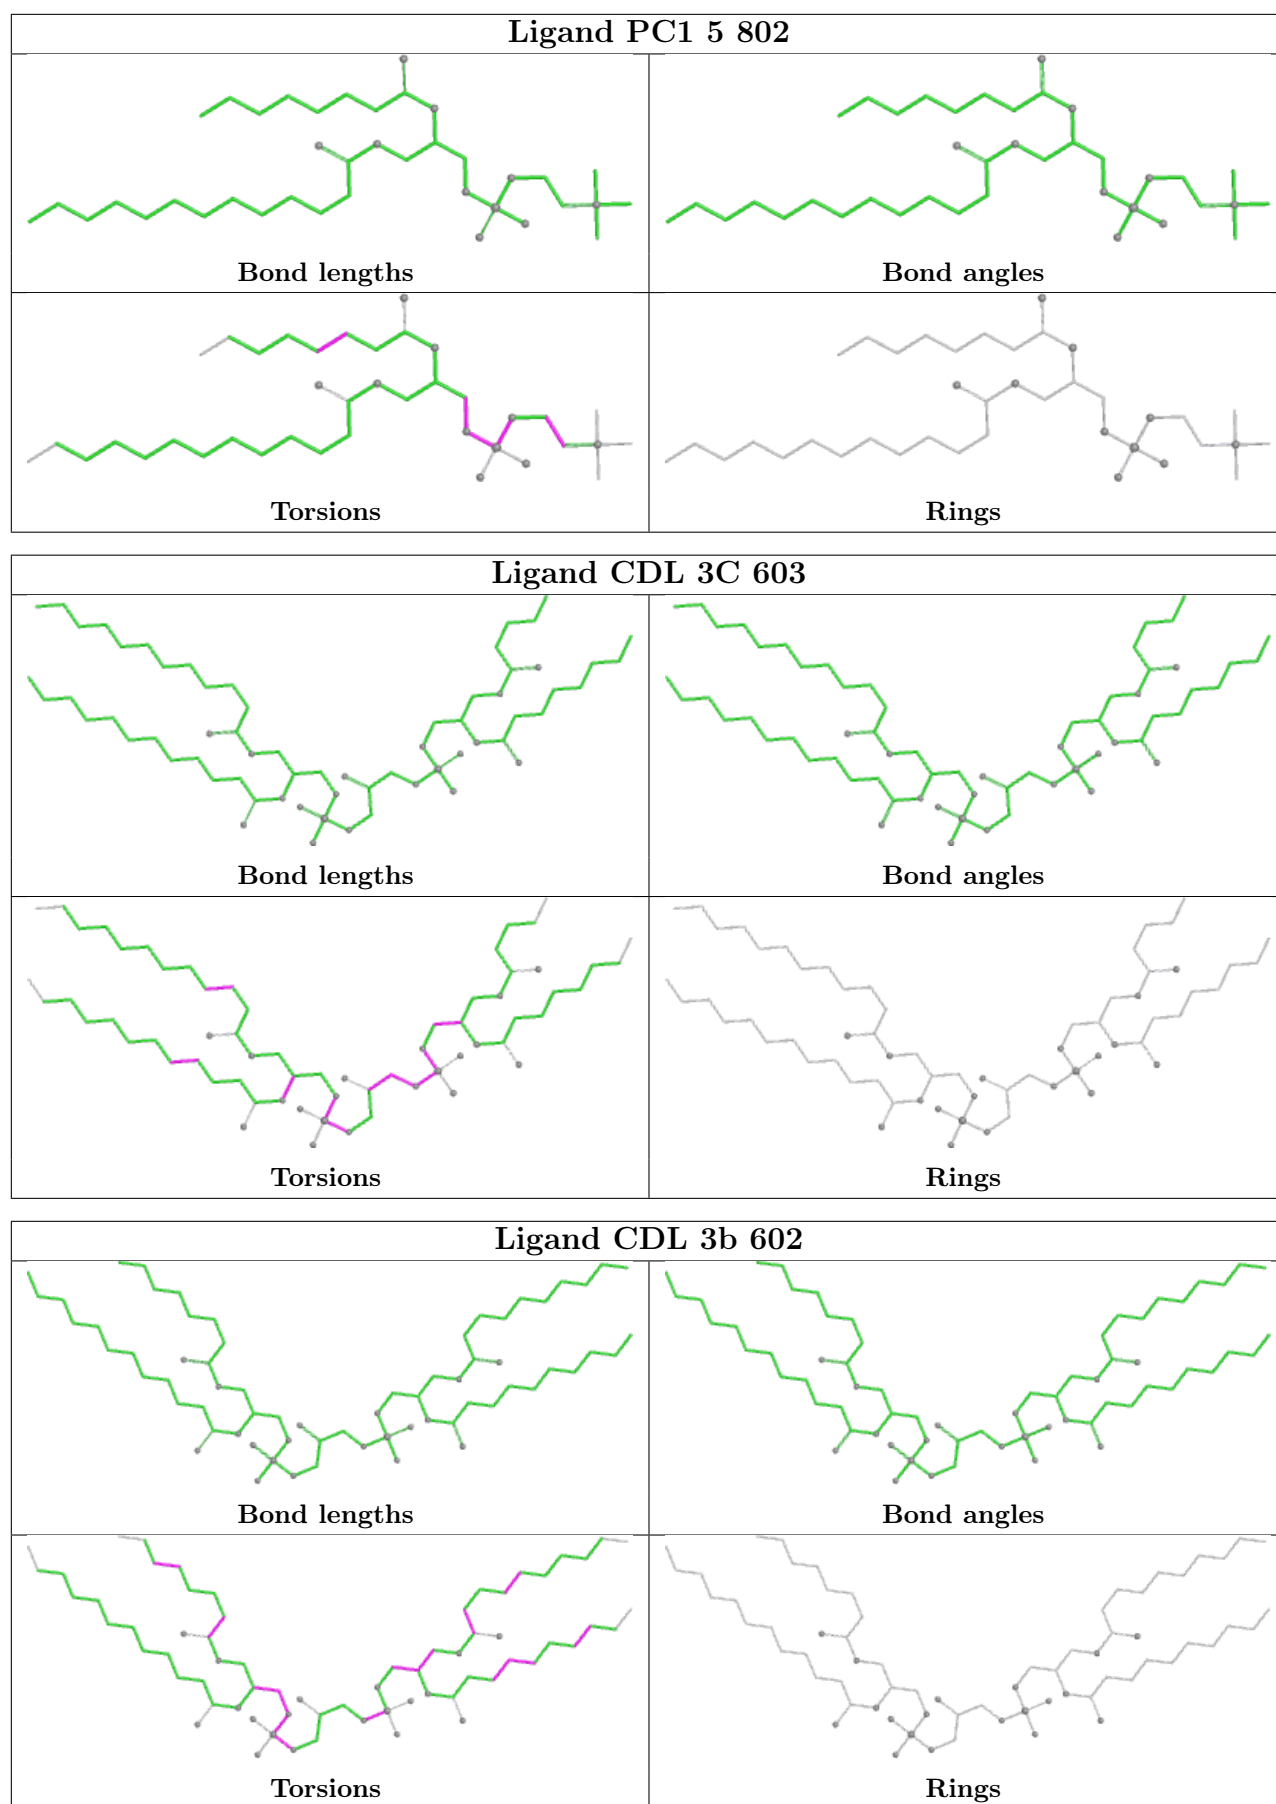 Ligand PC1 5 802
Bond lengths
Bond angles
Torsions
Rings
Ligand CDL 3C 603
Bond lengths
Bond angles
Torsions
Rings
Ligand CDL 3b 602
Bond lengths
Bond angles
Torsions
Rings